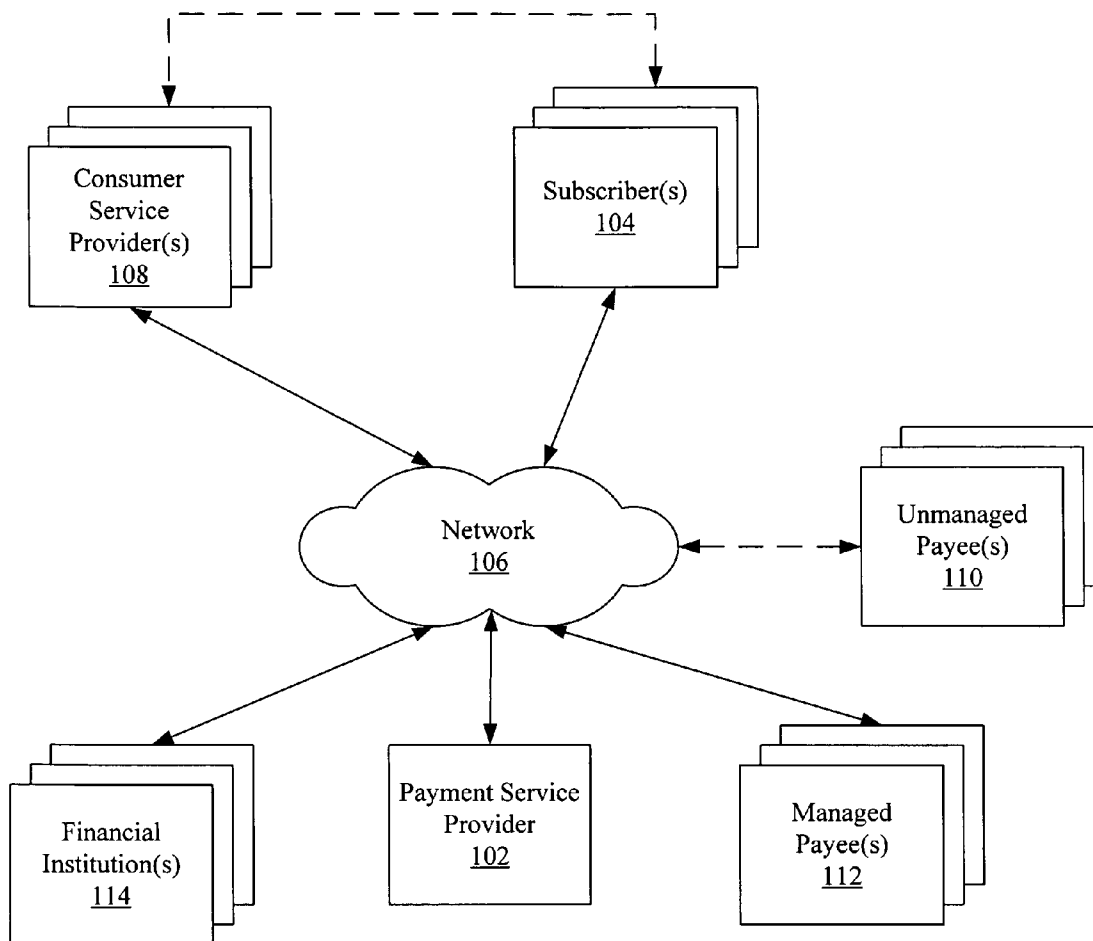 Consumer
Service
Provider(s)
108
Subscriber(s)
104
Network
106
Unmanaged
Payee(s)
110
Financial
Institution(s)
114
Payment Service
Provider
102
Managed
Payee(s)
112